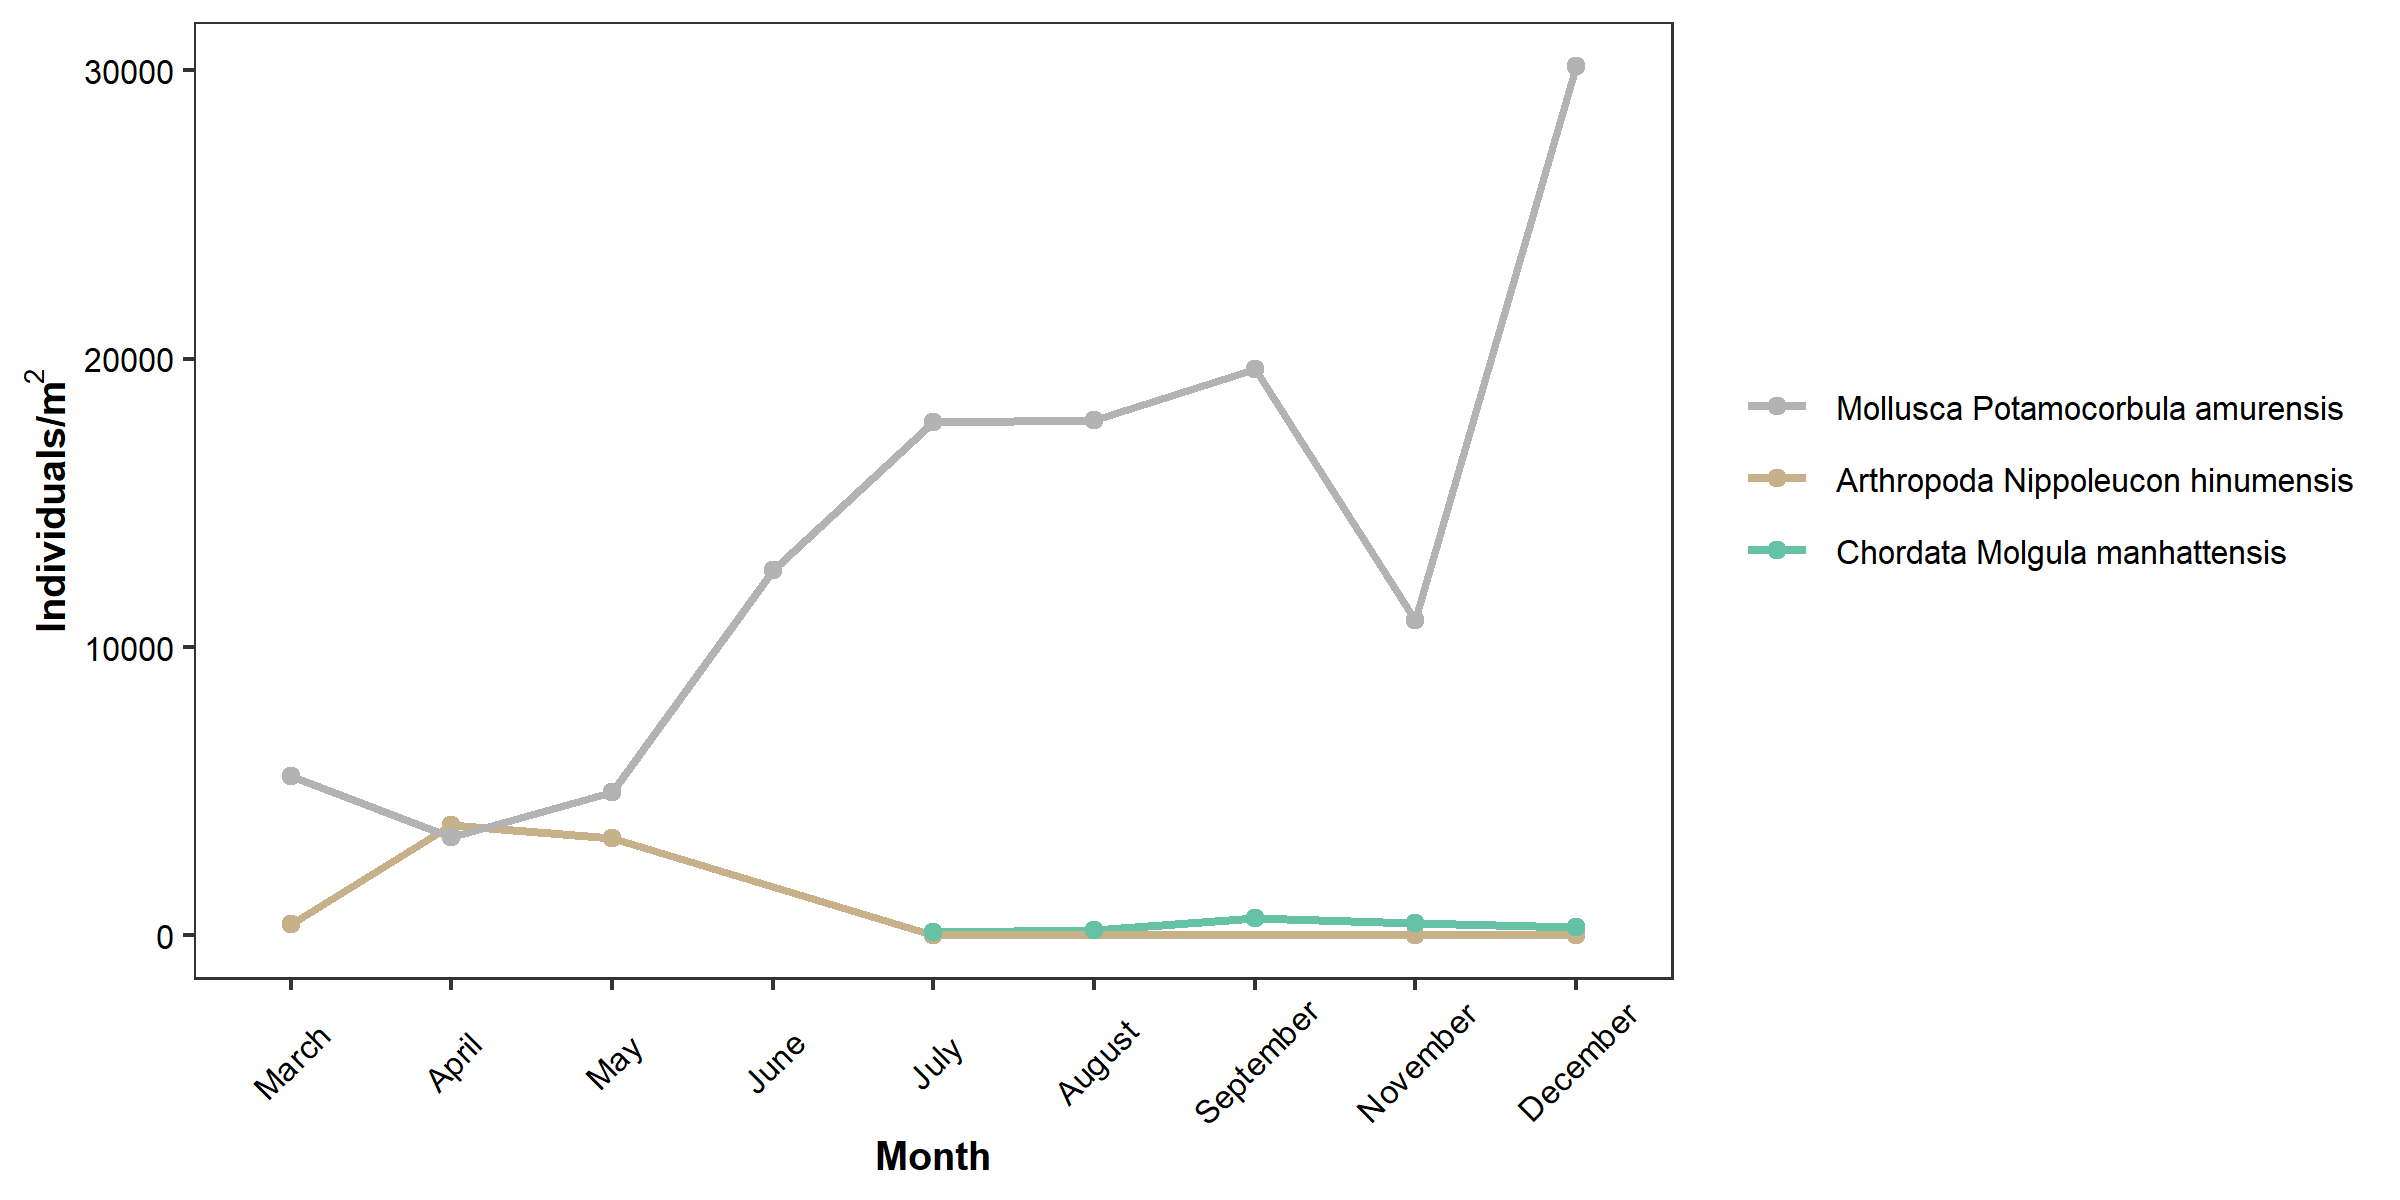 30000
20000
10000
0
Individuals/m²
March
April
May
June
July
August
September
November
December
Month
Mollusca Potamocorbula amurensis
Arthropoda Nippoleucon hinumensis
Chordata Molgula manhattensis